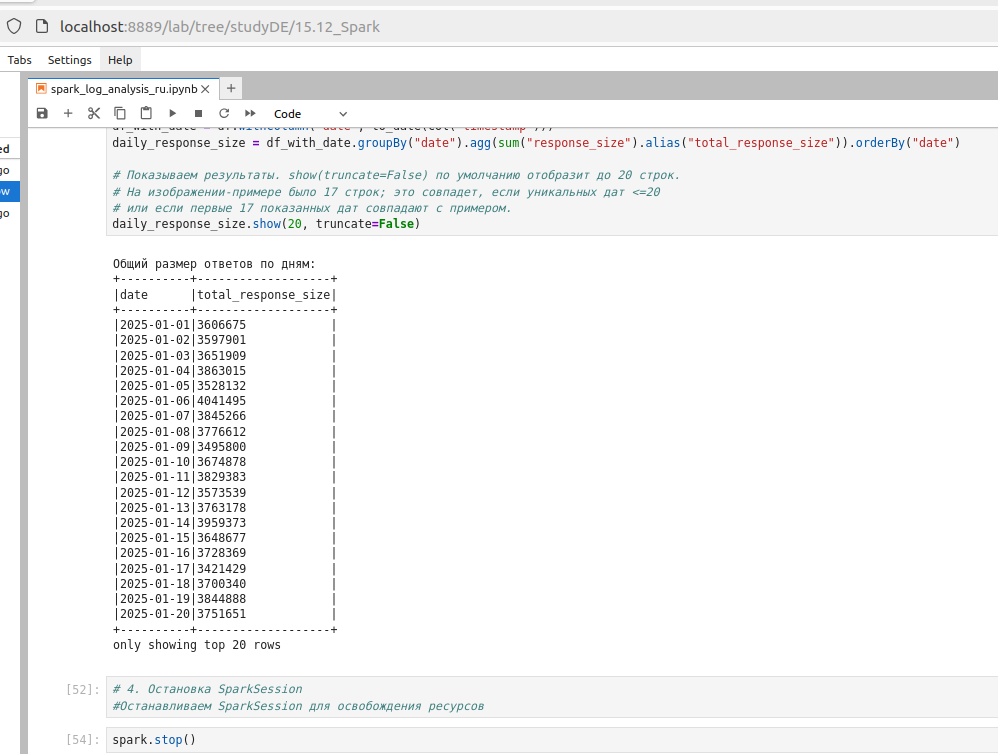 localhost:8889/lab/tree/studyDE/15.12_Spark
Tabs Settings Help
spark_log_analysis_ru.ipynb
Code
ed
go
ow
go
df_with_date = df.withColumn("date", to_date(col("timestamp")))
daily_response_size = df_with_date.groupBy("date").agg(sum("response_size").alias("total_response_size")).orderBy("date")
# Показываем результаты. show(truncate=False) по умолчанию отобразит до 20 строк.
# На изображении-примере было 17 строк; это совпадет, если уникальных дат <=20
# или если первые 17 показанных дат совпадают с примером.
daily_response_size.show(20, truncate=False)
Общий размер ответов по дням:
+----------+-------------------+
|date      |total_response_size|
+----------+-------------------+
|2025-01-01|3606675            |
|2025-01-02|3597901            |
|2025-01-03|3651909            |
|2025-01-04|3863015            |
|2025-01-05|3528132            |
|2025-01-06|4041495            |
|2025-01-07|3845266            |
|2025-01-08|3776612            |
|2025-01-09|3495800            |
|2025-01-10|3674878            |
|2025-01-11|3829383            |
|2025-01-12|3573539            |
|2025-01-13|3763178            |
|2025-01-14|3959373            |
|2025-01-15|3648677            |
|2025-01-16|3728369            |
|2025-01-17|3421429            |
|2025-01-18|3700340            |
|2025-01-19|3844888            |
|2025-01-20|3751651            |
+----------+-------------------+
only showing top 20 rows
[52]: # 4. Остановка SparkSession
#Останавливаем SparkSession для освобождения ресурсов
[54]: spark.stop()